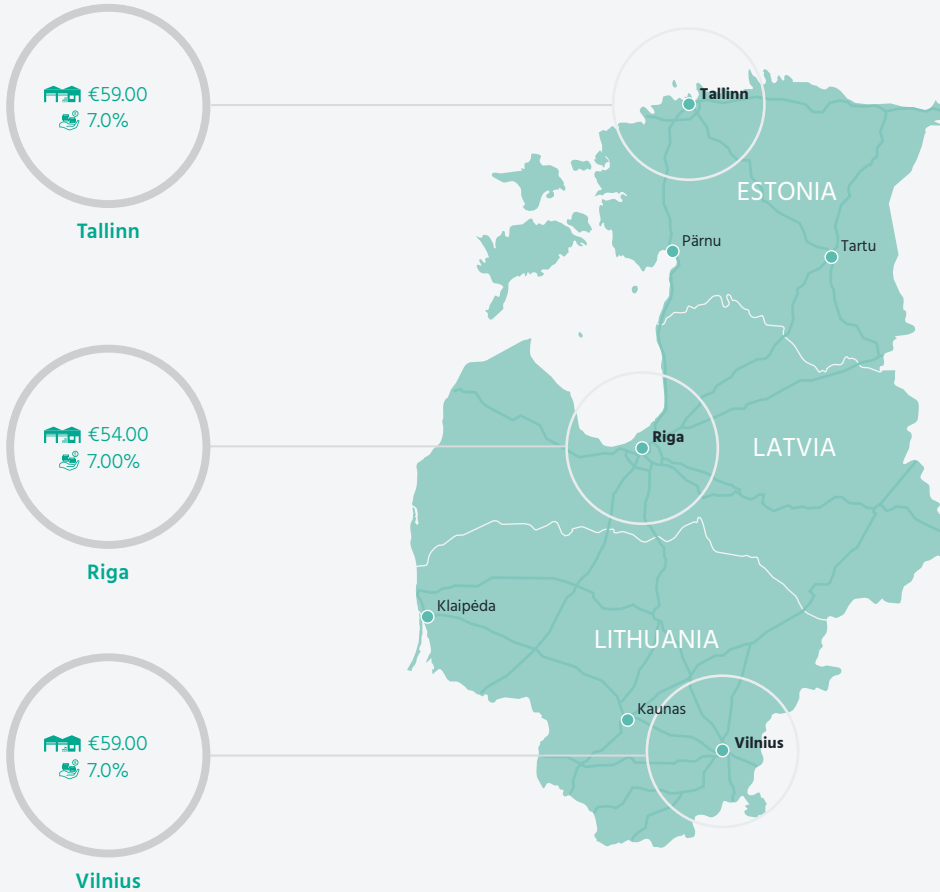 €59.00
7.0%
Tallinn
€54.00
7.00%
Riga
€59.00
7.0%
Vilnius
Tallinn
ESTONIA
Pärnu
Tartu
Riga
LATVIA
Klaipėda
LITHUANIA
Kaunas
Vilnius